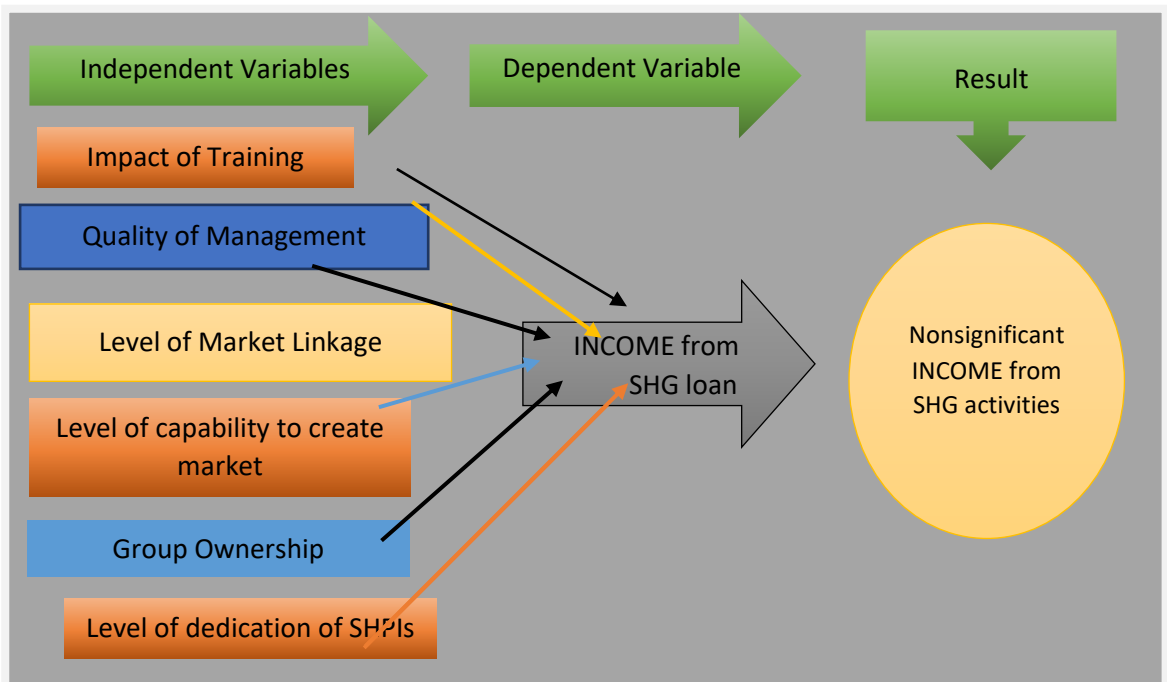 Independent Variables
Dependent Variable
Result
Impact of Training
Quality of Management
Level of Market Linkage
Level of capability to create
market
Group Ownership
Level of dedication of SHPIs
INCOME from
SHG loan
Nonsignificant
INCOME from
SHG activities